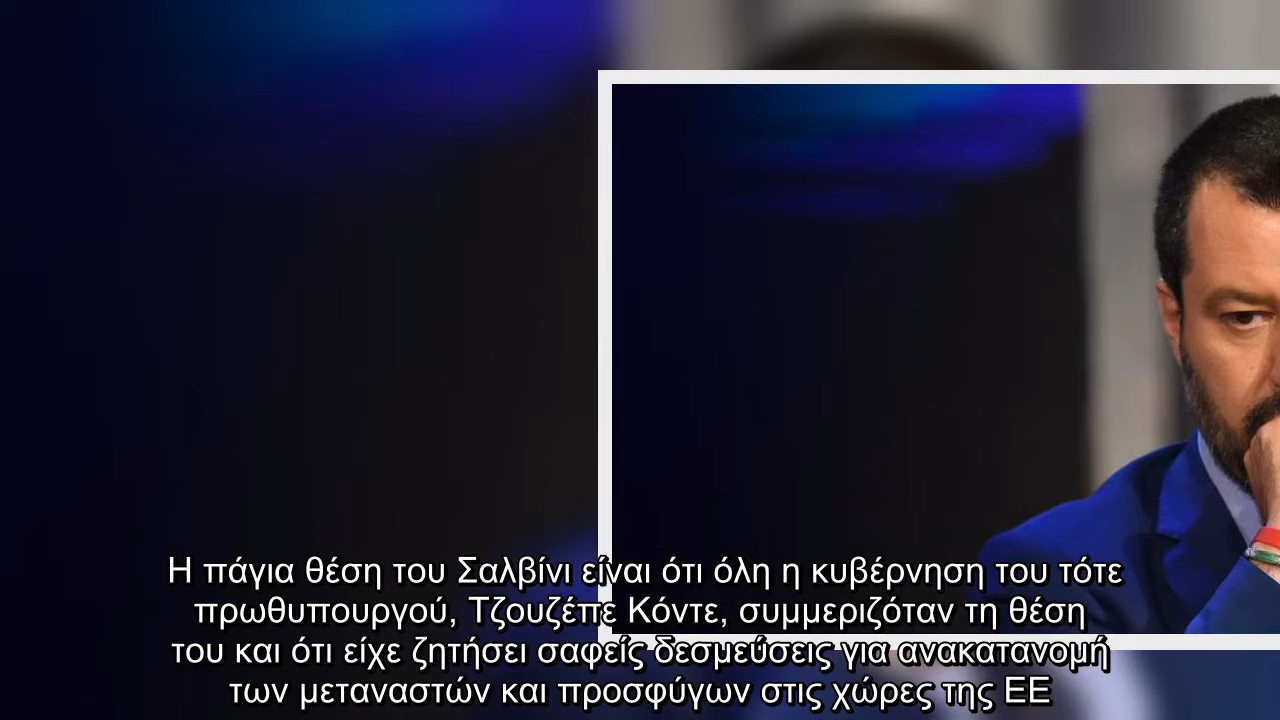 Η πάγια θέση του Σαλβίνι είναι ότι όλη η κυβέρνηση του τότε
πρωθυπουργού, Τζουζέπε Κόντε, συμμεριζόταν τη θέση
του και ότι είχε ζητήσει σαφείς δεσμεύσεις για ανακατανομή
των μεταναστών και προσφύγων στις χώρες της ΕΕ